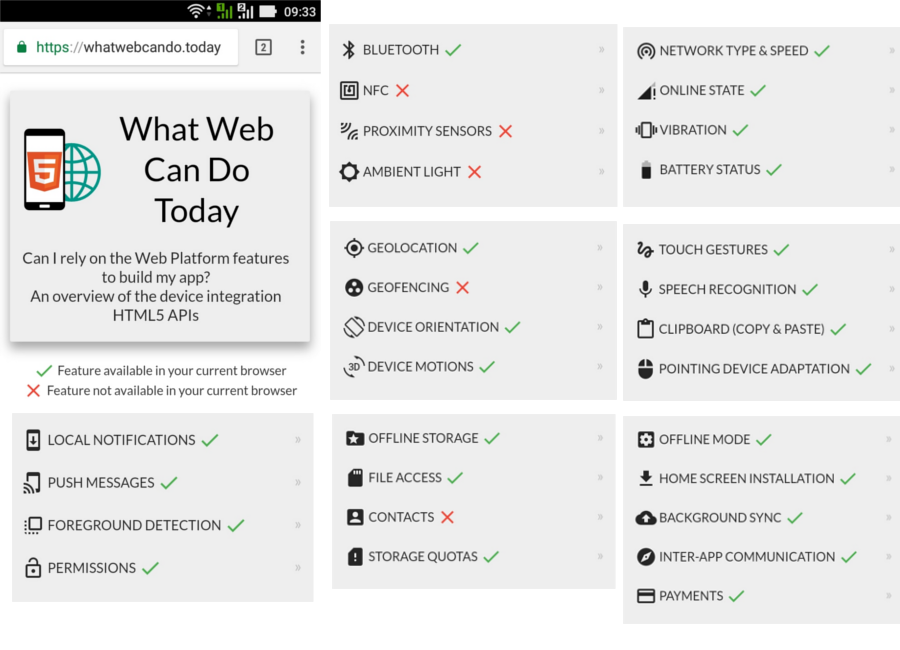 09:33
https://whatwebcando.today
2
What Web
Can Do
Today
Can I rely on the Web Platform features
to build my app?
An overview of the device integration
HTML5 APIs
Feature available in your current browser
Feature not available in your current browser
LOCAL NOTIFICATIONS »
PUSH MESSAGES »
FOREGROUND DETECTION »
PERMISSIONS »
BLUETOOTH »
NFC »
PROXIMITY SENSORS »
AMBIENT LIGHT »
GEOLOCATION »
GEOFENCING »
DEVICE ORIENTATION »
3D DEVICE MOTIONS »
OFFLINE STORAGE »
FILE ACCESS »
CONTACTS »
STORAGE QUOTAS »
NETWORK TYPE & SPEED »
ONLINE STATE »
VIBRATION »
BATTERY STATUS »
TOUCH GESTURES »
SPEECH RECOGNITION »
CLIPBOARD (COPY & PASTE) »
POINTING DEVICE ADAPTATION »
OFFLINE MODE »
HOME SCREEN INSTALLATION »
BACKGROUND SYNC »
INTER-APP COMMUNICATION »
PAYMENTS »